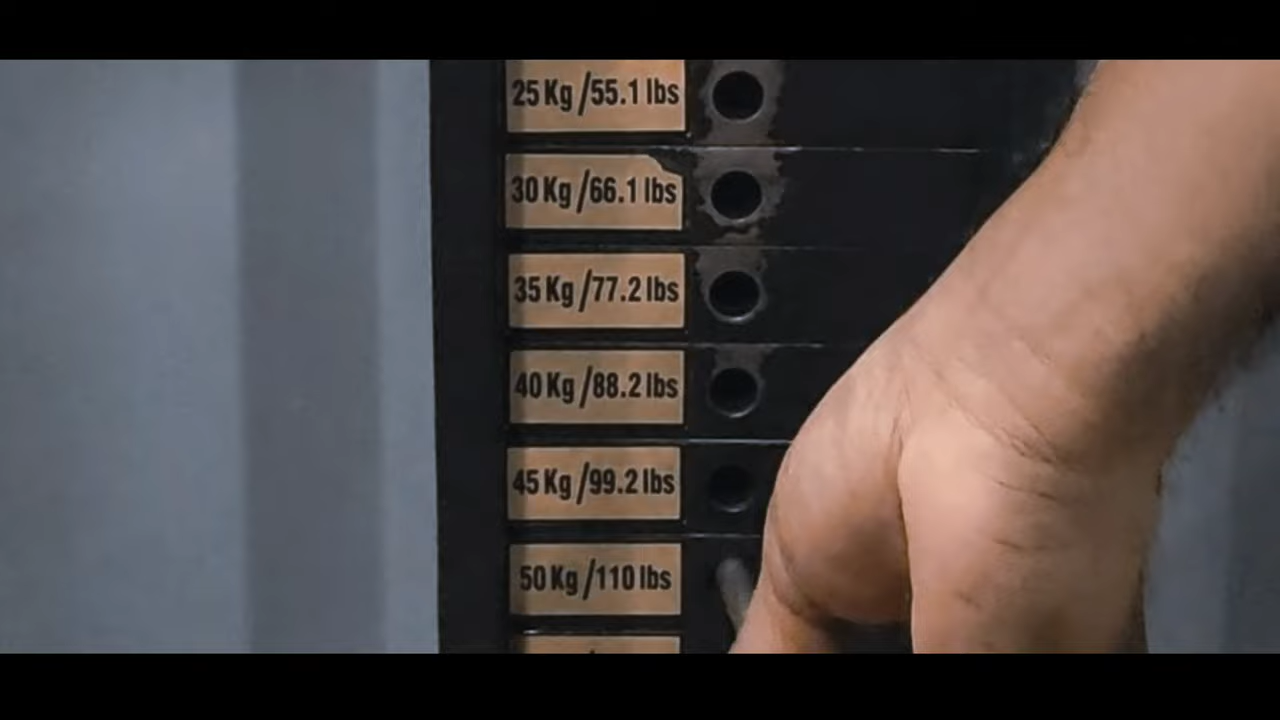 25 Kg /55.1 lbs
30 Kg /66.1 lbs
35 Kg /77.2 lbs
40 Kg /88.2 lbs
45 Kg /99.2 lbs
50 Kg /110 lbs